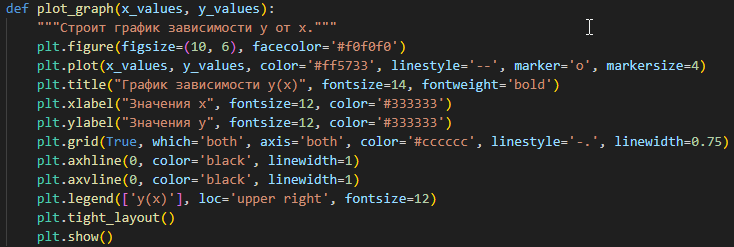 def plot_graph(x_values, y_values):
    """Строит график зависимости y от x."""
    plt.figure(figsize=(10, 6), facecolor='#f0f0f0')
    plt.plot(x_values, y_values, color='#ff5733', linestyle='--', marker='o', markersize=4)
    plt.title("График зависимости y(x)", fontsize=14, fontweight='bold')
    plt.xlabel("Значения x", fontsize=12, color='#333333')
    plt.ylabel("Значения y", fontsize=12, color='#333333')
    plt.grid(True, which='both', axis='both', color='#cccccc', linestyle='-.', linewidth=0.75)
    plt.axhline(0, color='black', linewidth=1)
    plt.axvline(0, color='black', linewidth=1)
    plt.legend(['y(x)'], loc='upper right', fontsize=12)
    plt.tight_layout()
    plt.show()